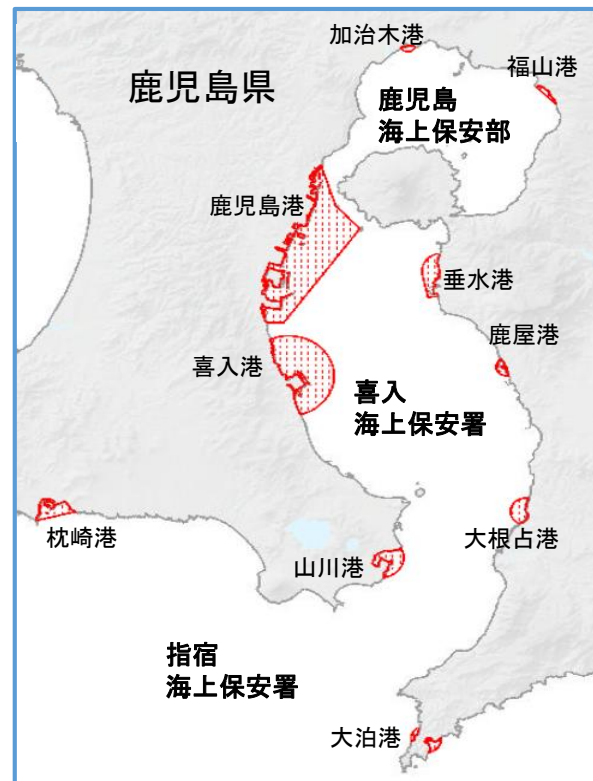 加治木港
福山港
鹿児島県
鹿児島
海上保安部
鹿児島港
垂水港
鹿屋港
喜入港
喜入
海上保安署
枕崎港
大根占港
山川港
指宿
海上保安署
大泊港